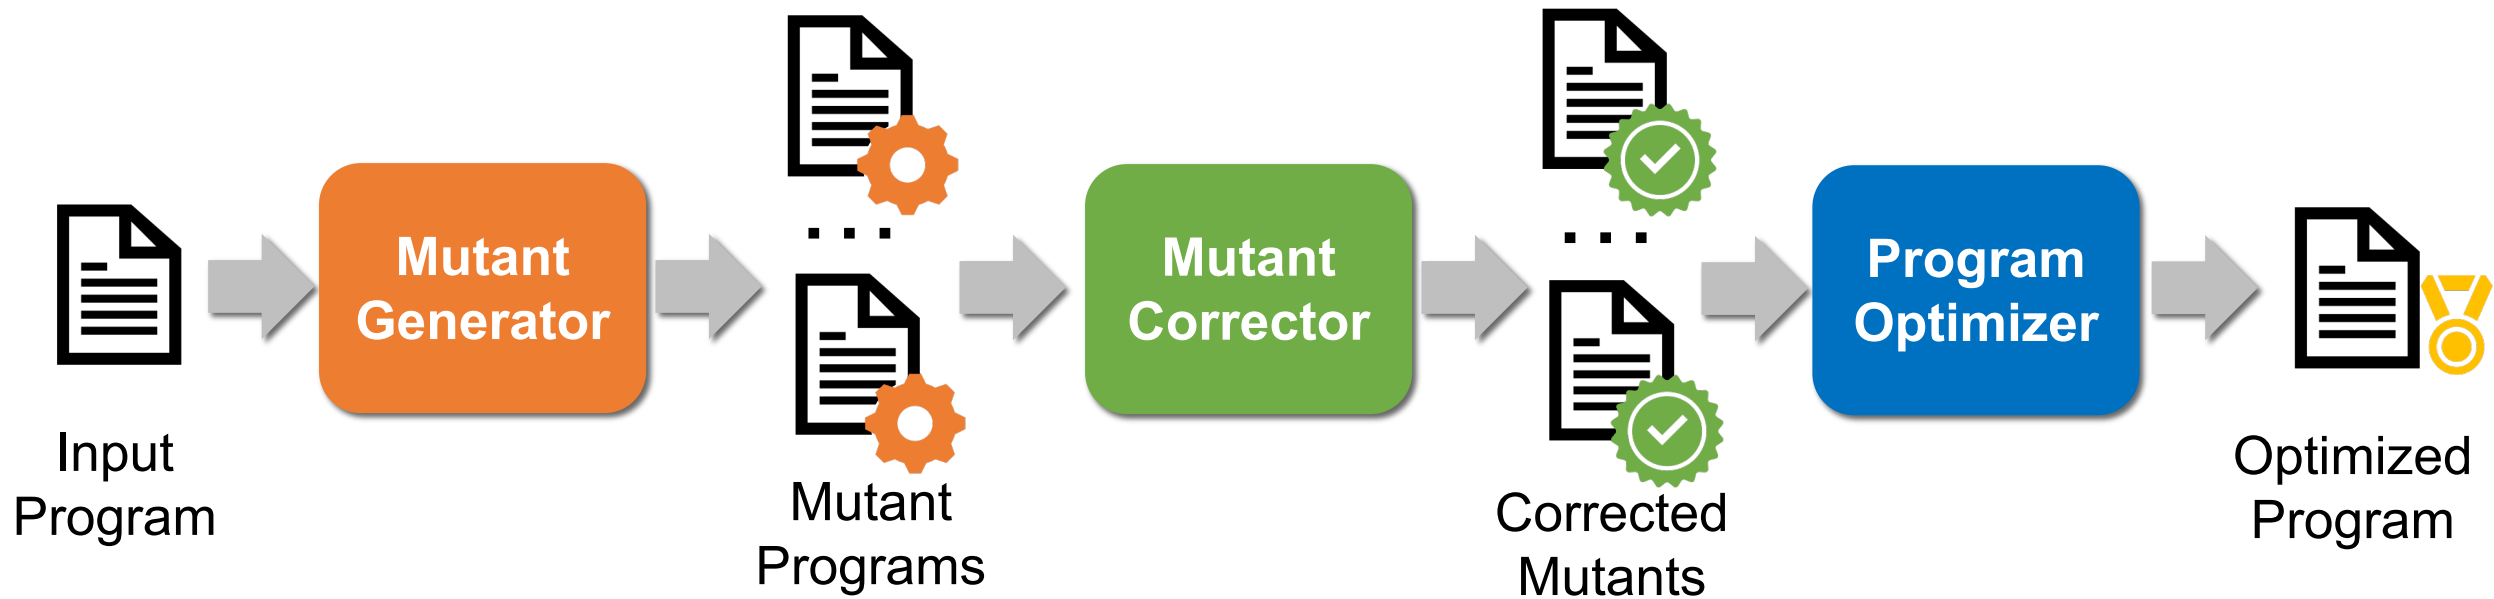 Input
Program
Mutant
Generator
Mutant
Programs
Mutant
Corrector
Corrected
Mutants
Program
Optimizer
Optimized
Program